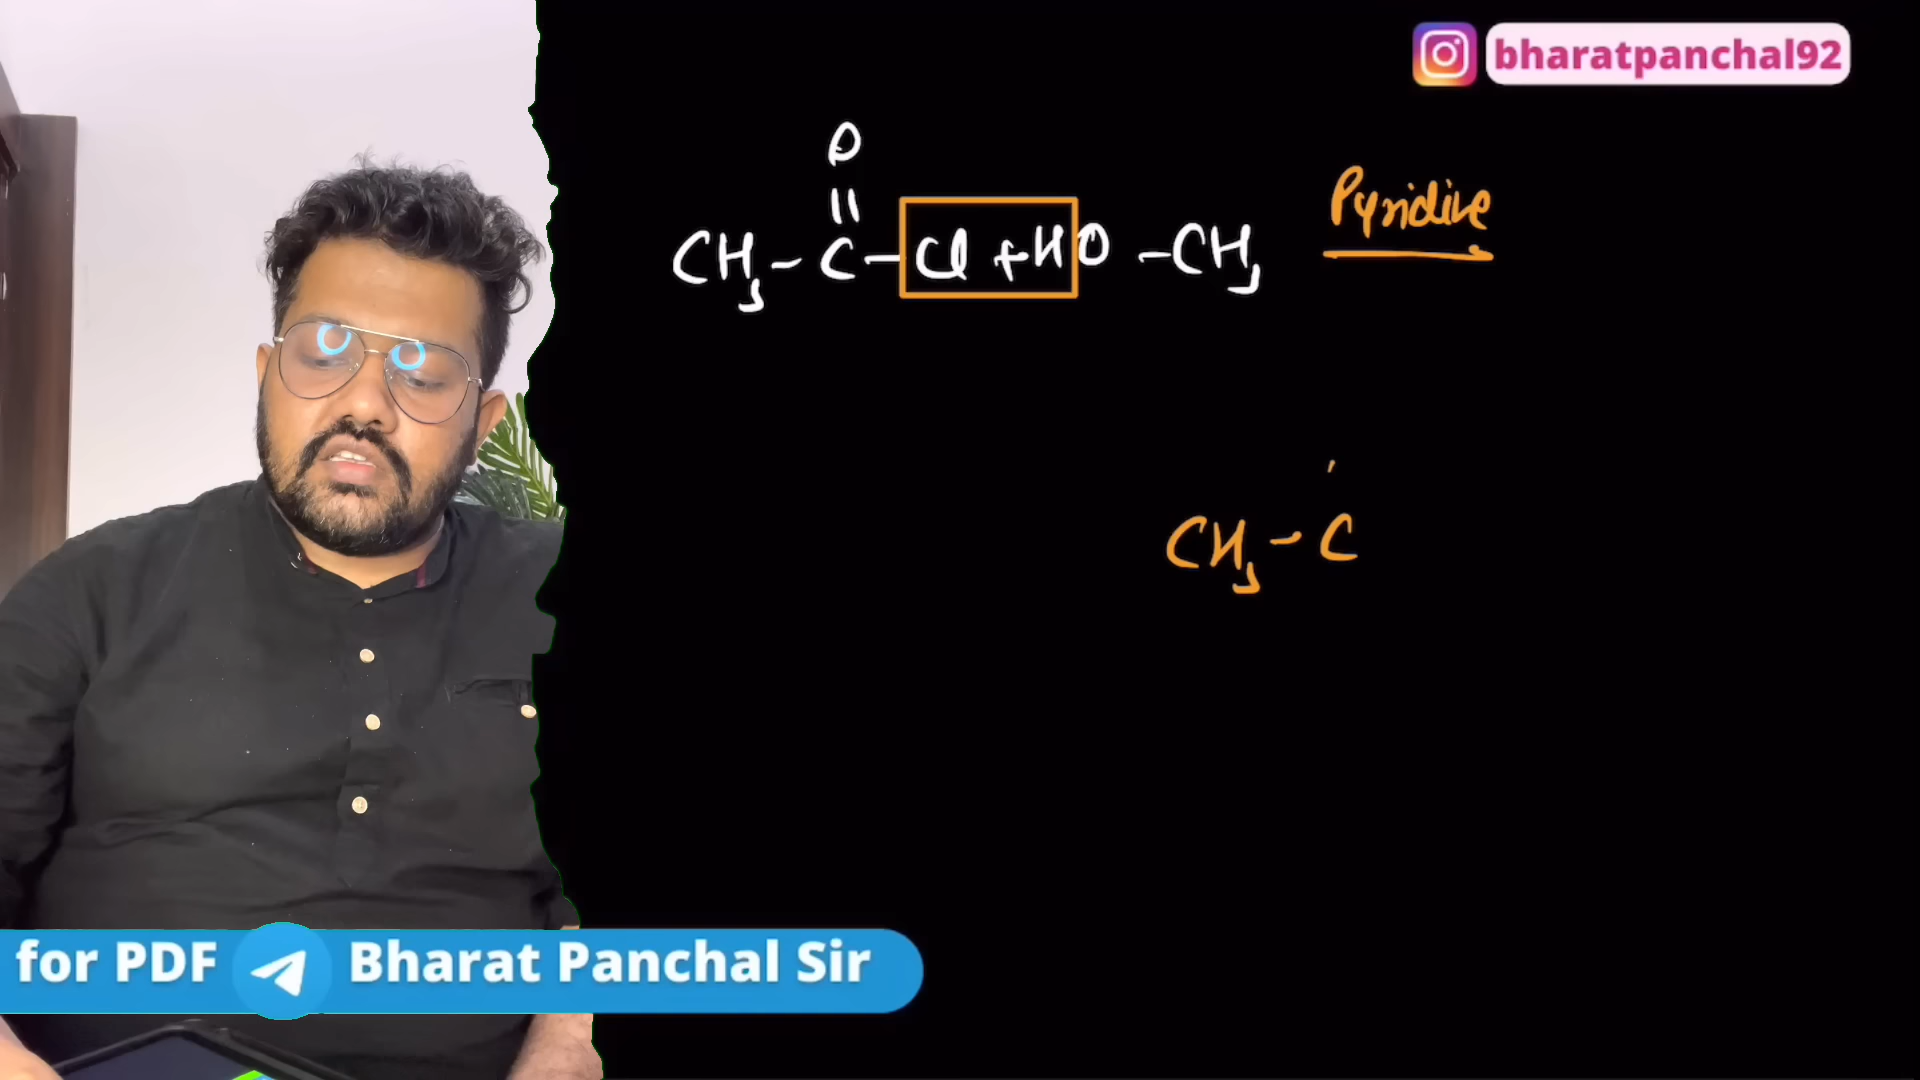 bharatpanchal92
O
||
CH3 - C - Cl + HO - CH3
Pyridine
CH3 - C
for PDF Bharat Panchal Sir